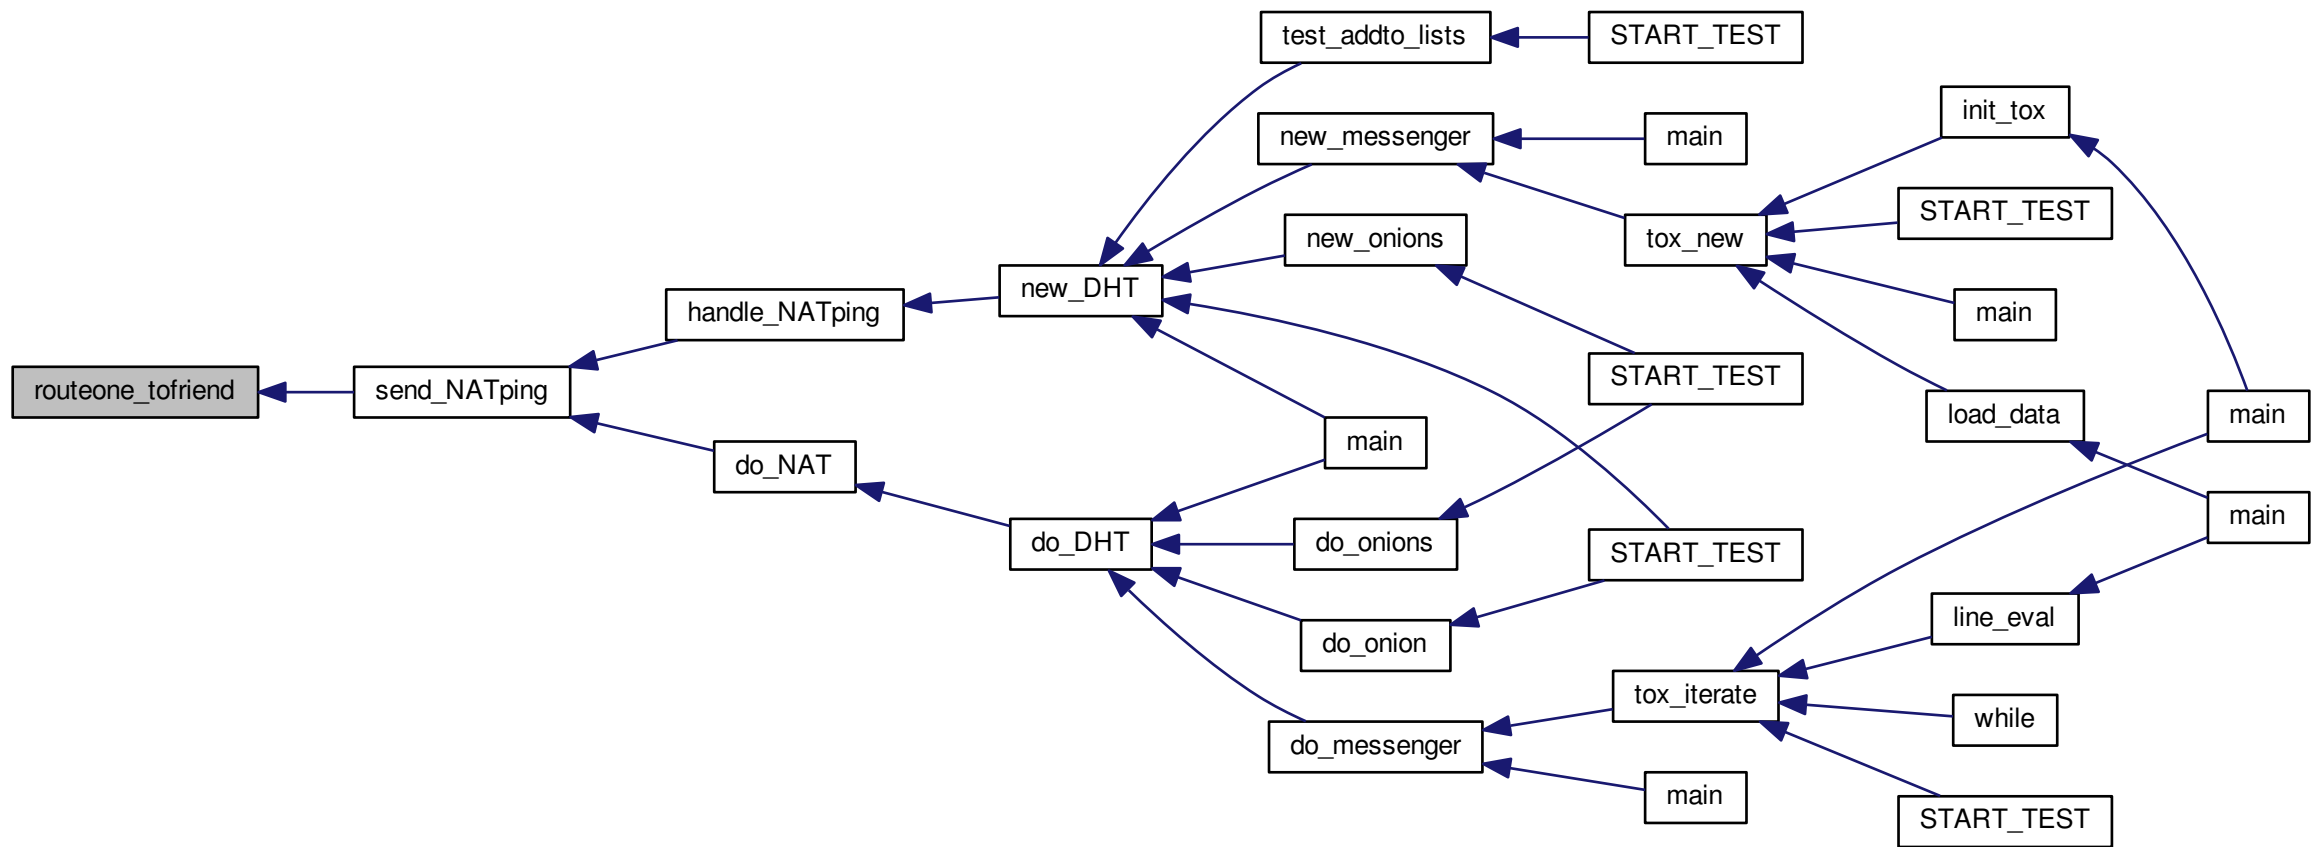 test_addto_lists
START_TEST
init_tox
new_messenger
main
START_TEST
new_onions
tox_new
new_DHT
handle_NATping
main
START_TEST
routeone_tofriend
send_NATping
load_data
main
main
do_NAT
main
do_DHT
do_onions
START_TEST
line_eval
do_onion
tox_iterate
while
do_messenger
main
START_TEST